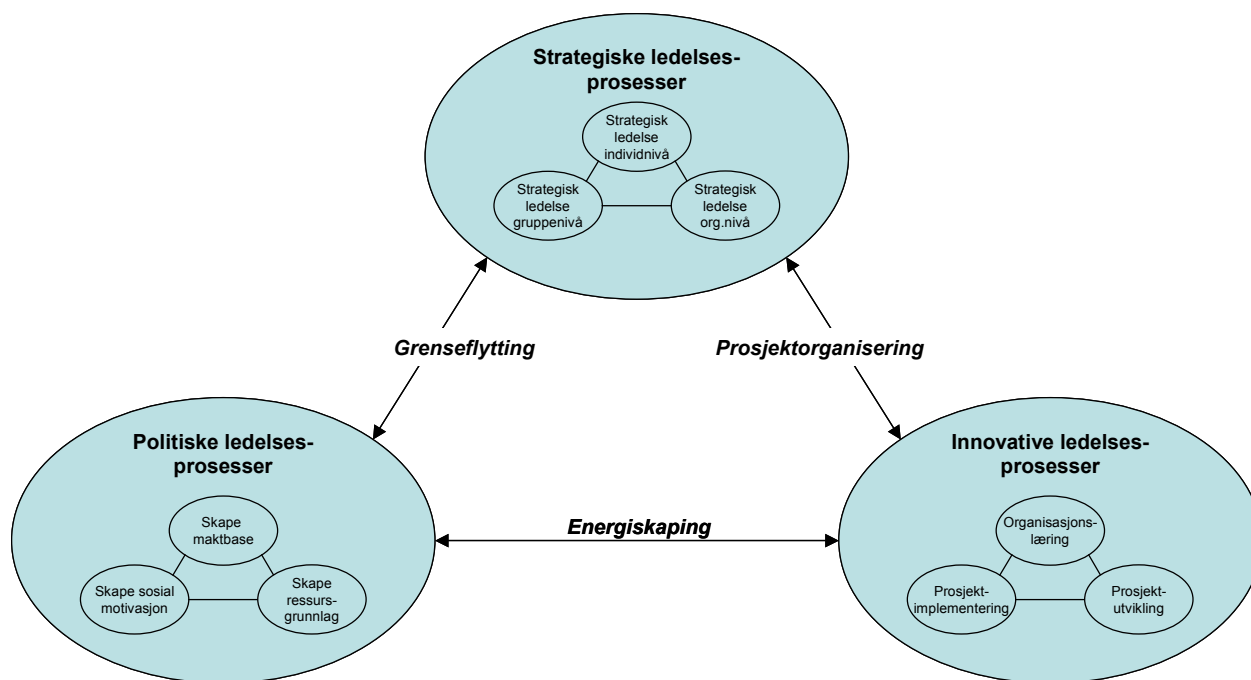 Strategiske ledelses-
prosesser
Strategisk
ledelse
individnivå
Strategisk
ledelse
gruppenivå
Strategisk
ledelse
org.nivå
Grenseflytting
Prosjektorganisering
Politiske ledelses-
prosesser
Skape
maktbase
Skape sosial
motivasjon
Skape
ressurs-
grunnlag
Energiskaping
Innovative ledelses-
prosesser
Organisasjons-
læring
Prosjekt-
implementering
Prosjekt-
utvikling